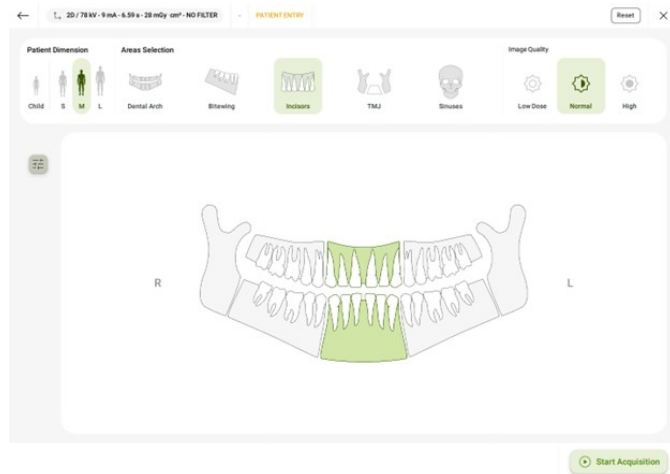 2D / 78 kV - 9 mA - 6.59 s - 28 mGy · cm² - NO FILTER - PATIENT ENTRY Reset
Patient Dimension Areas Selection Image Quality
Child S M L Dental Arch Bitewing Incisors TMJ Sinuses Low Dose Normal High
R L
Start Acquisition